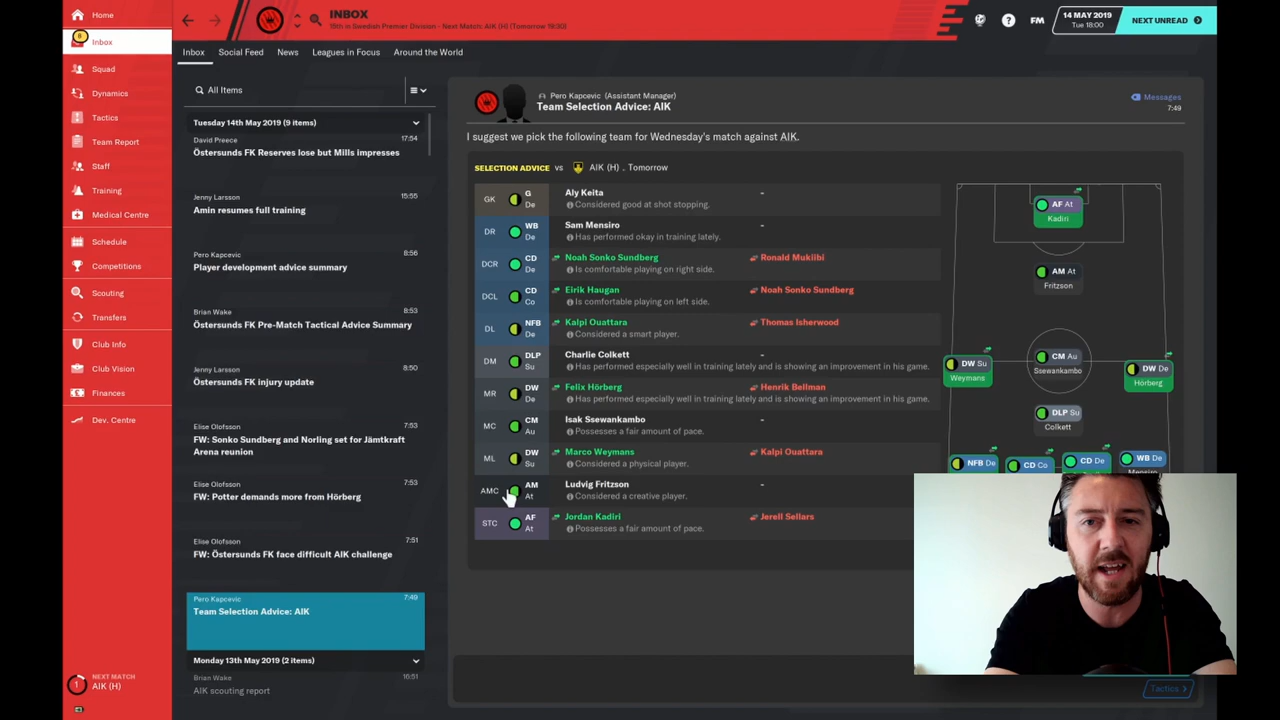 Home
8
Inbox
Squad
Dynamics
Tactics
Team Report
Staff
Training
Medical Centre
Schedule
Competitions
Scouting
Transfers
Club Info
Club Vision
Finances
Dev. Centre
1
NEXT MATCH
AIK (H)
INBOX
15th in Swedish Premier Division - Next Match: AIK (H) (Tomorrow 18:30)
FM
14 MAY 2019
Tue 18:00
NEXT UNREAD
Inbox
Social Feed
News
Leagues in Focus
Around the World
All Items
Tuesday 14th May 2019 (9 items)
David Preece
17:54
Östersunds FK Reserves lose but Mills impresses
Jenny Larsson
15:55
Amin resumes full training
Pero Kapcevic
8:56
Player development advice summary
Brian Wake
8:53
Östersunds FK Pre-Match Tactical Advice Summary
Jenny Larsson
8:50
Östersunds FK injury update
Elise Olofsson
7:53
FW: Sonko Sundberg and Norling set for Jämtkraft
Arena reunion
Elise Olofsson
7:53
FW: Potter demands more from Hörberg
Elise Olofsson
7:51
FW: Östersunds FK face difficult AIK challenge
Pero Kapcevic
7:49
Team Selection Advice: AIK
Monday 13th May 2019 (2 items)
Brian Wake
16:51
AIK scouting report
Pero Kapcevic (Assistant Manager)
Team Selection Advice: AIK
Messages
7:49
I suggest we pick the following team for Wednesday's match against AIK.
SELECTION ADVICE vs AIK (H) . Tomorrow
GK G De Aly Keita -
Considered good at shot stopping.
DR WB De Sam Mensiro -
Has performed okay in training lately.
DCR CD De Noah Sonko Sundberg Ronald Mukiibi
Is comfortable playing on right side.
DCL CD Co Eirik Haugan Noah Sonko Sundberg
Is comfortable playing on left side.
DL NFB De Kalpi Ouattara Thomas Isherwood
Considered a smart player.
DM DLP Su Charlie Colkett -
Has performed especially well in training lately and is showing an improvement in his game.
MR DW De Felix Hörberg Henrik Bellman
Has performed especially well in training lately and is showing an improvement in his game.
MC CM Au Isak Ssewankambo -
Possesses a fair amount of pace.
ML DW Su Marco Weymans Kalpi Ouattara
Considered a physical player.
AMC AM At Ludvig Fritzson -
Considered a creative player.
STC AF At Jordan Kadiri Jerell Sellars
Possesses a fair amount of pace.
AF At
Kadiri
AM At
Fritzson
CM Au
Ssewankambo
DW Su
Weymans
DW De
Hörberg
DLP Su
Colkett
NFB De
CD Co
CD De
WB De
Tactics >